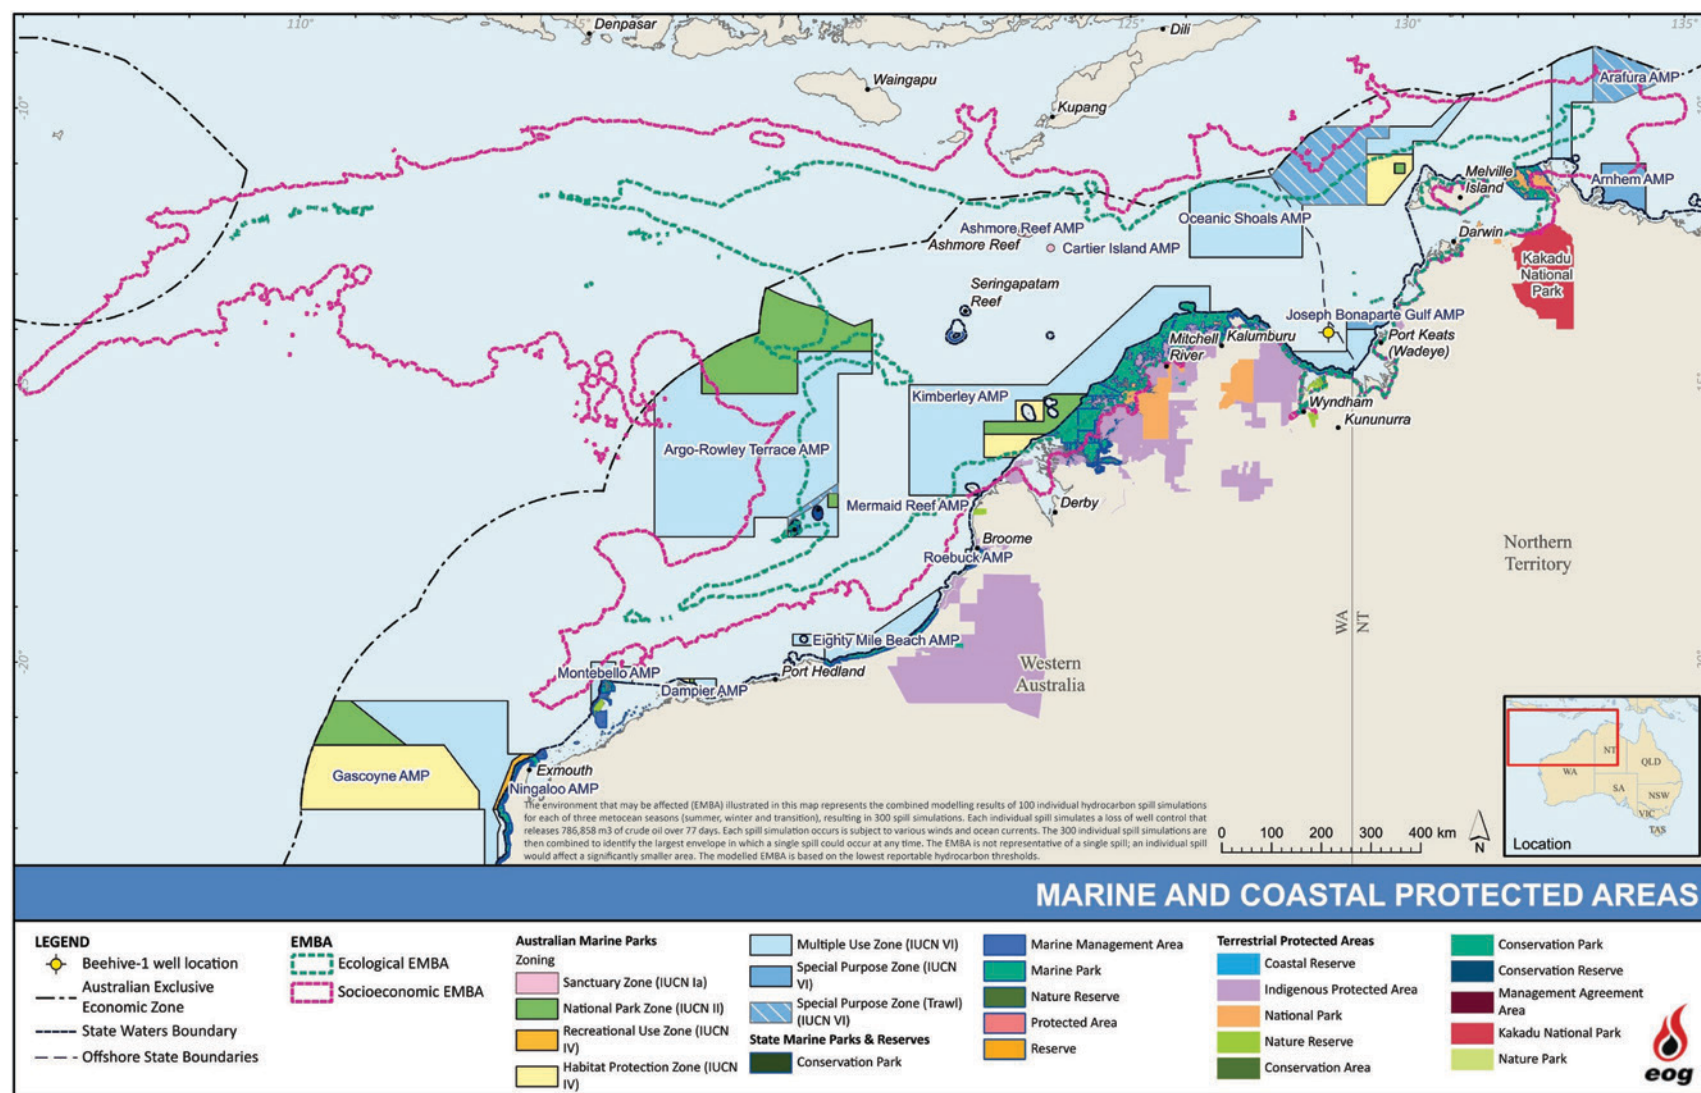 110°
115°
125°
130°
135°
Denpasar
Dili
Waingapu
Kupang
-10°
Arafura AMP
Melville
Island
Arnhem AMP
Oceanic Shoals AMP
Ashmore Reef AMP
Ashmore Reef
Cartier Island AMP
Darwin
Kakadu
National
Park
Seringapatam
Reef
Joseph Bonaparte Gulf AMP
Mitchell
River
Kalumburu
Port Keats
(Wadeye)
Kimberley AMP
Wyndham
Kununurra
Argo-Rowley Terrace AMP
Mermaid Reef AMP
Derby
Broome
Roebuck AMP
Northern
Territory
WA
NT
Eighty Mile Beach AMP
Western
Australia
-20°
Montebello AMP
Port Hedland
Dampier AMP
Gascoyne AMP
Exmouth
Ningaloo AMP
The environment that may be affected (EMBA) illustrated in this map represents the combined modelling results of 100 individual hydrocarbon spill simulations
for each of three metocean seasons (summer, winter and transition), resulting in 300 spill simulations. Each individual spill simulates a loss of well control that
releases 786,858 m3 of crude oil over 77 days. Each spill simulation occurs is subject to various winds and ocean currents. The 300 individual spill simulations are
then combined to identify the largest envelope in which a single spill could occur at any time. The EMBA is not representative of a single spill; an individual spill
would affect a significantly smaller area. The modelled EMBA is based on the lowest reportable hydrocarbon thresholds.
0 100 200 300 400 km
N
NT
WA
QLD
SA
NSW
VIC
TAS
Location
MARINE AND COASTAL PROTECTED AREAS
LEGEND
Beehive-1 well location
Australian Exclusive
Economic Zone
State Waters Boundary
Offshore State Boundaries
EMBA
Ecological EMBA
Socioeconomic EMBA
Australian Marine Parks
Zoning
Sanctuary Zone (IUCN Ia)
National Park Zone (IUCN II)
Recreational Use Zone (IUCN
IV)
Habitat Protection Zone (IUCN
IV)
Multiple Use Zone (IUCN VI)
Special Purpose Zone (IUCN
VI)
Special Purpose Zone (Trawl)
(IUCN VI)
State Marine Parks & Reserves
Conservation Park
Marine Management Area
Marine Park
Nature Reserve
Protected Area
Reserve
Terrestrial Protected Areas
Coastal Reserve
Indigenous Protected Area
National Park
Nature Reserve
Conservation Area
Conservation Park
Conservation Reserve
Management Agreement
Area
Kakadu National Park
Nature Park
eog